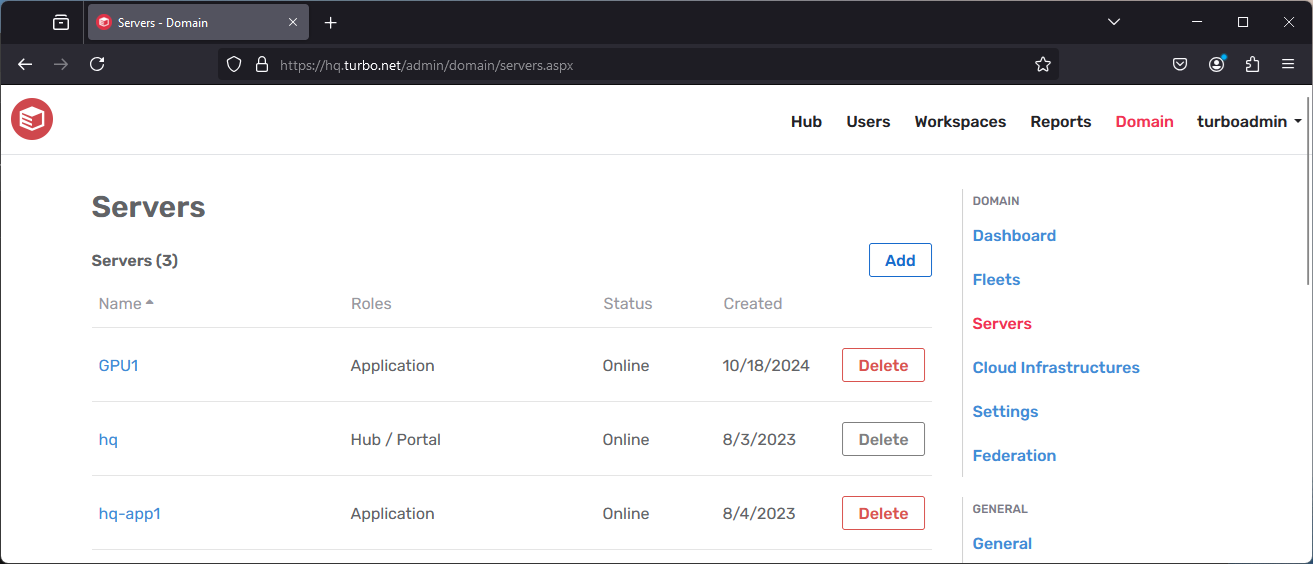 Servers - Domain
https://hq.turbo.net/admin/domain/servers.aspx
Hub Users Workspaces Reports Domain turboadmin
Servers
Servers (3) Add
Name Roles Status Created
GPU1 Application Online 10/18/2024 Delete
hq Hub / Portal Online 8/3/2023 Delete
hq-app1 Application Online 8/4/2023 Delete
DOMAIN
Dashboard
Fleets
Servers
Cloud Infrastructures
Settings
Federation
GENERAL
General